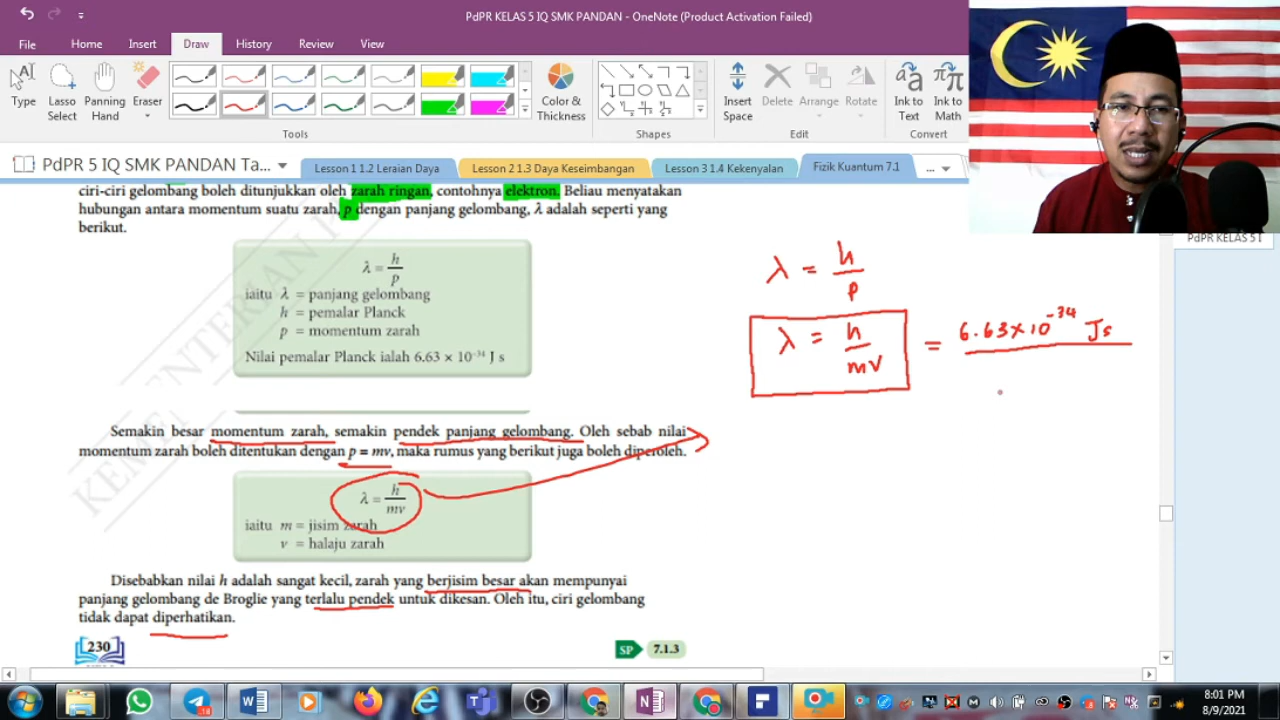 PdPR KELAS 5 IQ SMK PANDAN - OneNote (Product Activation Failed)
File Home Insert Draw History Review View
Type
Lasso Select
Panning Hand
Eraser
Color & Thickness
Insert Space
Delete
Arrange
Rotate
Ink to Text
Ink to Math
Tools
Shapes
Edit
Convert
PdPR 5 IQ SMK PANDAN Ta...
Lesson 1 1.2 Leraian Daya
Lesson 2 1.3 Daya Keseimbangan
Lesson 3 1.4 Kekenyalan
Fizik Kuantum 7.1
...
PdPR KELAS 5 I
ciri-ciri gelombang boleh ditunjukkan oleh zarah ringan, contohnya elektron. Beliau menyatakan
hubungan antara momentum suatu zarah, p dengan panjang gelombang, λ adalah seperti yang
berikut.
λ = h/p
iaitu λ = panjang gelombang
h = pemalar Planck
p = momentum zarah
Nilai pemalar Planck ialah 6.63 × 10⁻³⁴ J s
Semakin besar momentum zarah, semakin pendek panjang gelombang. Oleh sebab nilai
momentum zarah boleh ditentukan dengan p = mv, maka rumus yang berikut juga boleh diperoleh.
λ = h/mv
iaitu m = jisim zarah
v = halaju zarah
Disebabkan nilai h adalah sangat kecil, zarah yang berjisim besar akan mempunyai
panjang gelombang de Broglie yang terlalu pendek untuk dikesan. Oleh itu, ciri gelombang
tidak dapat diperhatikan.
230
SP 7.1.3
λ = h/p
λ = h/mv = 6.63×10⁻³⁴ Js
8:01 PM
8/9/2021